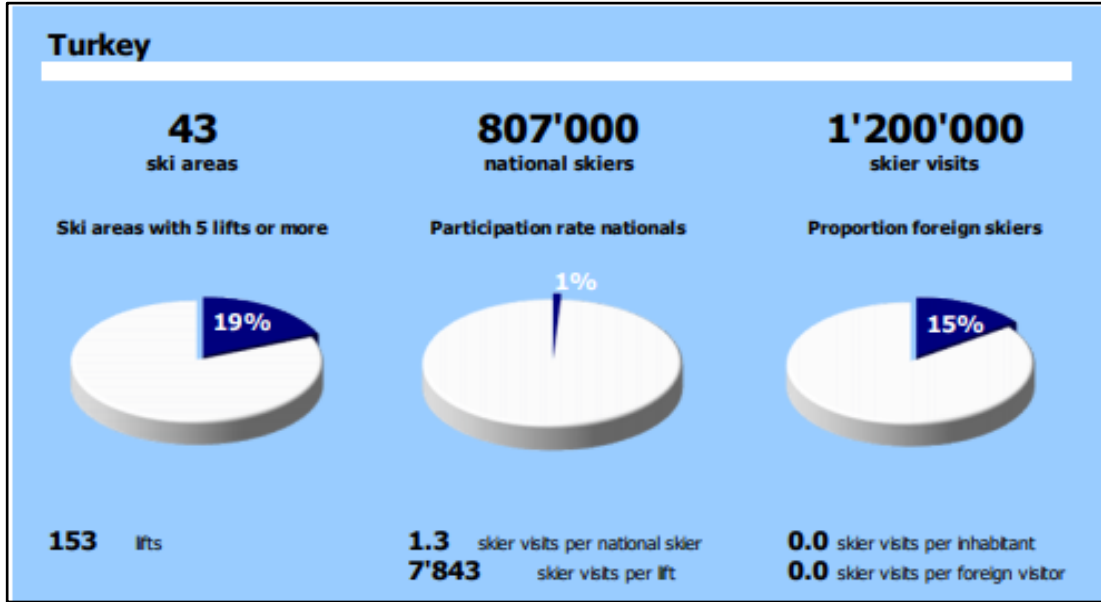 Turkey
43
ski areas
807'000
national skiers
1'200'000
skier visits
Ski areas with 5 lifts or more
Participation rate nationals
Proportion foreign skiers
19%
1%
15%
153 lifts
1.3 skier visits per national skier
7'843 skier visits per lift
0.0 skier visits per inhabitant
0.0 skier visits per foreign visitor